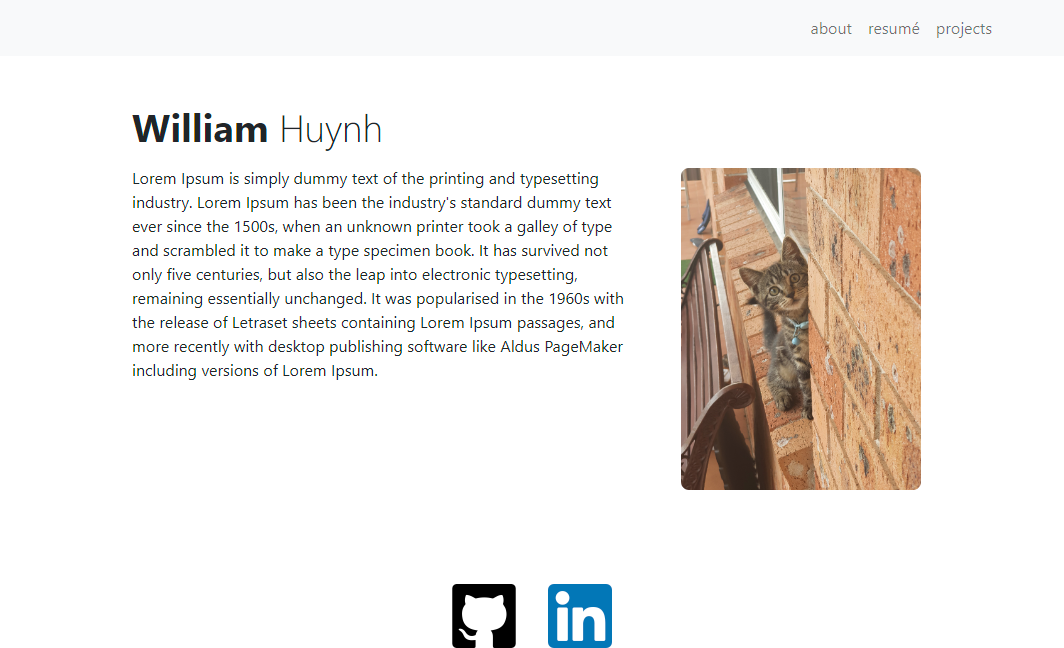 about resumé projects
William Huynh
Lorem Ipsum is simply dummy text of the printing and typesetting
industry. Lorem Ipsum has been the industry's standard dummy text
ever since the 1500s, when an unknown printer took a galley of type
and scrambled it to make a type specimen book. It has survived not
only five centuries, but also the leap into electronic typesetting,
remaining essentially unchanged. It was popularised in the 1960s with
the release of Letraset sheets containing Lorem Ipsum passages, and
more recently with desktop publishing software like Aldus PageMaker
including versions of Lorem Ipsum.
in